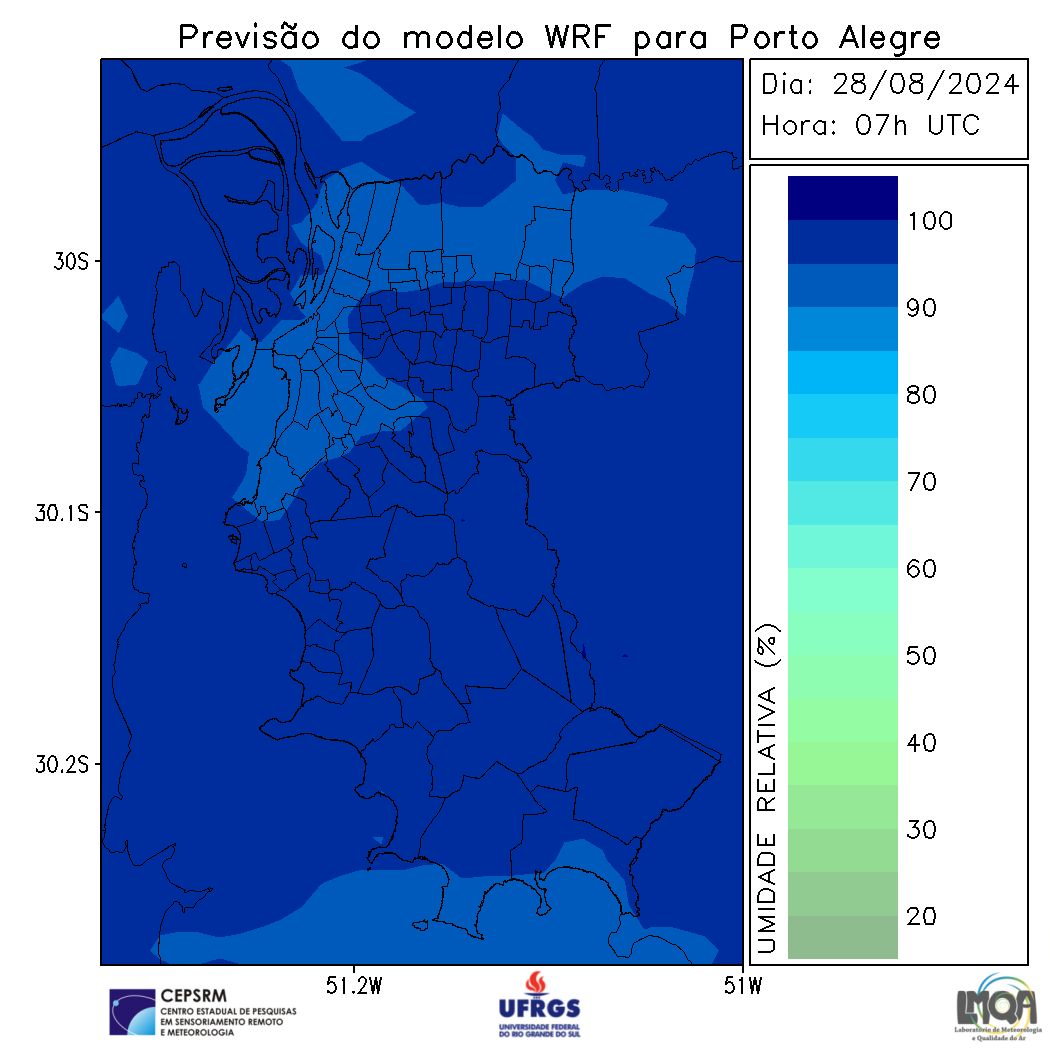 Previsão do modelo WRF para Porto Alegre
Dia: 28/08/2024
Hora: 07h UTC
30S
30.1S
30.2S
51.2W
51W
UMIDADE RELATIVA (%)
100
90
80
70
60
50
40
30
20
CEPSRM
CENTRO ESTADUAL DE PESQUISAS
EM SENSORIAMENTO REMOTO
E METEOROLOGIA
UFRGS
UNIVERSIDADE FEDERAL
DO RIO GRANDE DO SUL
LMQA
Laboratório de Meteorologia
e Qualidade do Ar